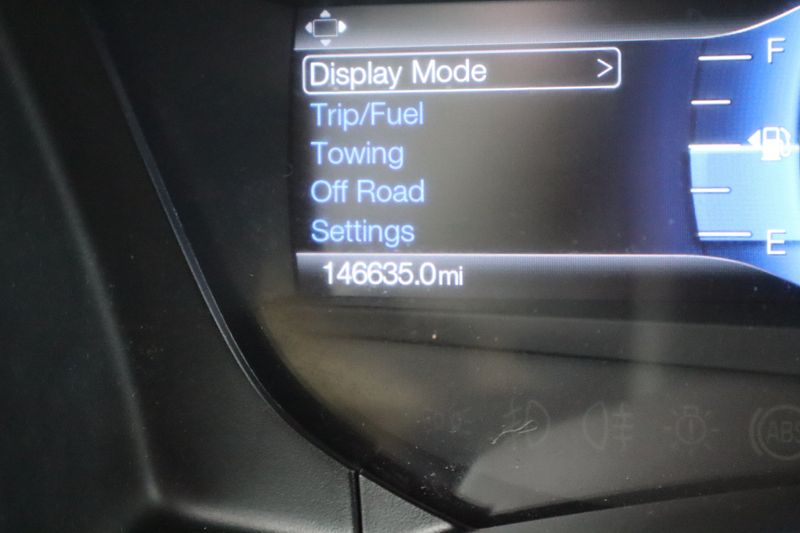 Display Mode >
Trip/Fuel
Towing
Off Road
Settings
146635.0mi
F
E
ABS